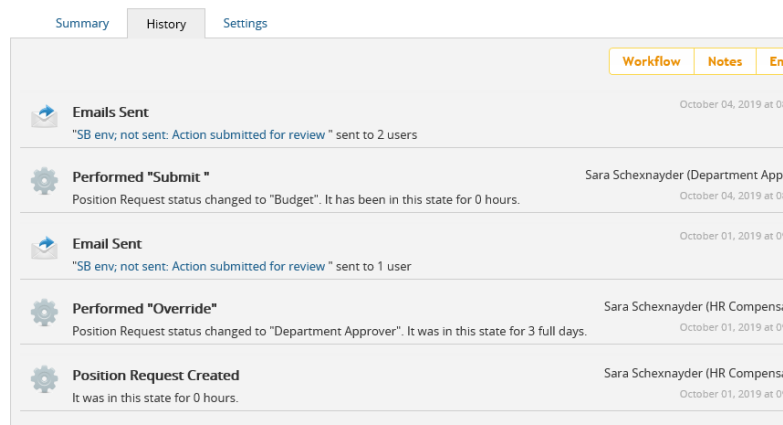 Summary History Settings
Workflow Notes
Emails Sent October 04, 2019 at
"SB env; not sent: Action submitted for review " sent to 2 users
Performed "Submit " Sara Schexnayder (Department
Position Request status changed to "Budget". It has been in this state for 0 hours. October 04, 2019 at
Email Sent October 01, 2019 at
"SB env; not sent: Action submitted for review " sent to 1 user
Performed "Override" Sara Schexnayder (HR
Position Request status changed to "Department Approver". It was in this state for 3 full days. October 01, 2019 at
Position Request Created Sara Schexnayder (HR
It was in this state for 0 hours. October 01, 2019 at